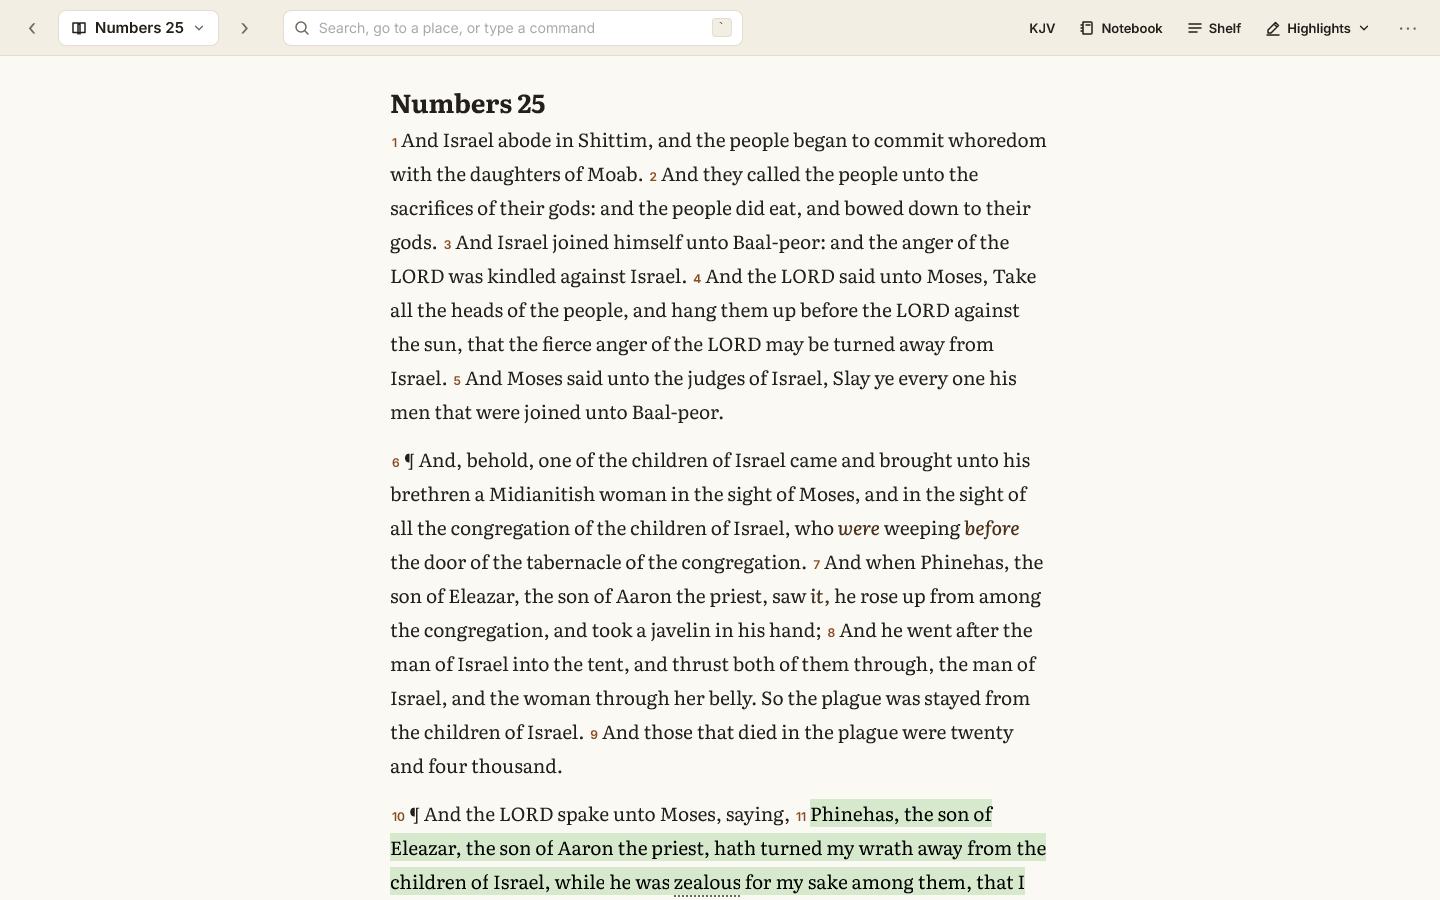 Numbers 25
Search, go to a place, or type a command
`
KJV
Notebook
Shelf
Highlights
Numbers 25
1 And Israel abode in Shittim, and the people began to commit whoredom
with the daughters of Moab. 2 And they called the people unto the
sacrifices of their gods: and the people did eat, and bowed down to their
gods. 3 And Israel joined himself unto Baal-peor: and the anger of the
LORD was kindled against Israel. 4 And the LORD said unto Moses, Take
all the heads of the people, and hang them up before the LORD against
the sun, that the fierce anger of the LORD may be turned away from
Israel. 5 And Moses said unto the judges of Israel, Slay ye every one his
men that were joined unto Baal-peor.
6 ¶ And, behold, one of the children of Israel came and brought unto his
brethren a Midianitish woman in the sight of Moses, and in the sight of
all the congregation of the children of Israel, who were weeping before
the door of the tabernacle of the congregation. 7 And when Phinehas, the
son of Eleazar, the son of Aaron the priest, saw it, he rose up from among
the congregation, and took a javelin in his hand; 8 And he went after the
man of Israel into the tent, and thrust both of them through, the man of
Israel, and the woman through her belly. So the plague was stayed from
the children of Israel. 9 And those that died in the plague were twenty
and four thousand.
10 ¶ And the LORD spake unto Moses, saying, 11 Phinehas, the son of
Eleazar, the son of Aaron the priest, hath turned my wrath away from the
children of Israel, while he was zealous for my sake among them, that I